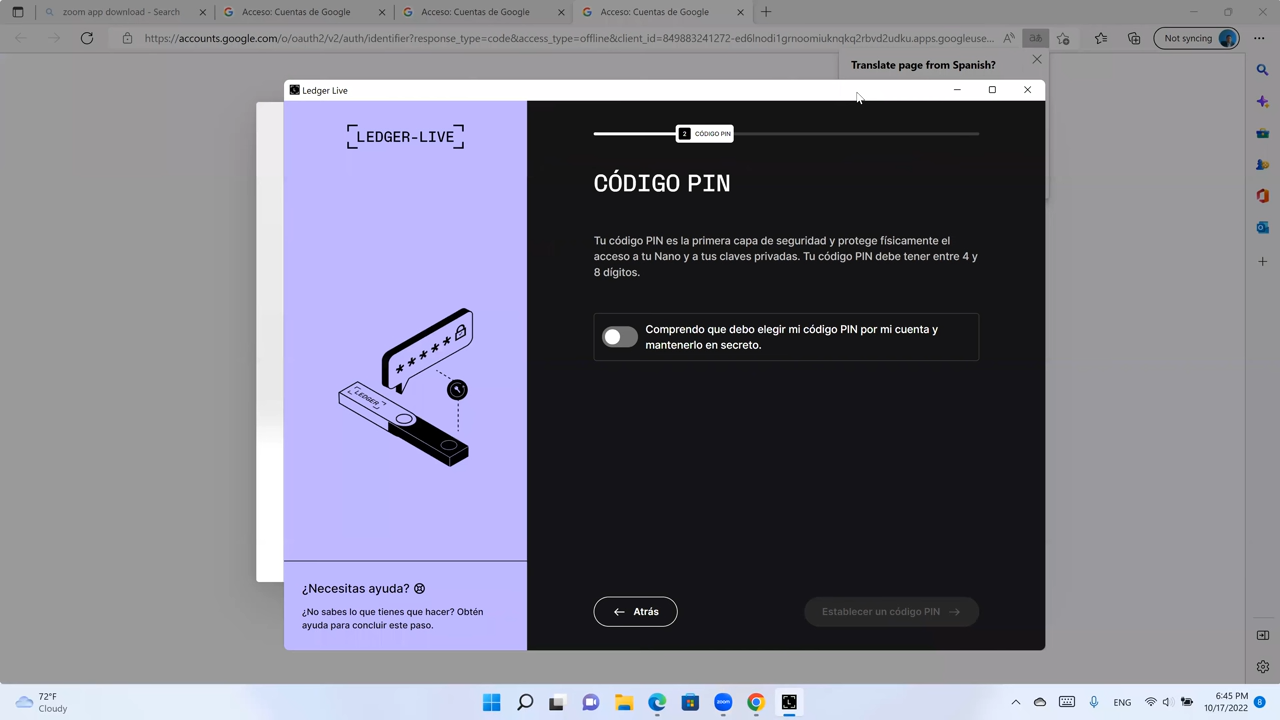 zoom app download - Search
Acceso: Cuentas de Google
Acceso: Cuentas de Google
Acceso: Cuentas de Google
https://accounts.google.com/o/oauth2/v2/auth/identifier?response_type=code&access_type=offline&client_id=849883241272-ed6lnodi1grnoomiuknqkq2rbvd2udku.apps.googleuse...
Not syncing
Translate page from Spanish?
Ledger Live
LEDGER-LIVE
2 CÓDIGO PIN
CÓDIGO PIN
Tu código PIN es la primera capa de seguridad y protege físicamente el
acceso a tu Nano y a tus claves privadas. Tu código PIN debe tener entre 4 y
8 dígitos.
Comprendo que debo elegir mi código PIN por mi cuenta y
mantenerlo en secreto.
*****
LEDGER
¿Necesitas ayuda?
¿No sabes lo que tienes que hacer? Obtén
ayuda para concluir este paso.
Atrás
Establecer un código PIN
72°F
Cloudy
zoom
ENG
6:45 PM
10/17/2022
8